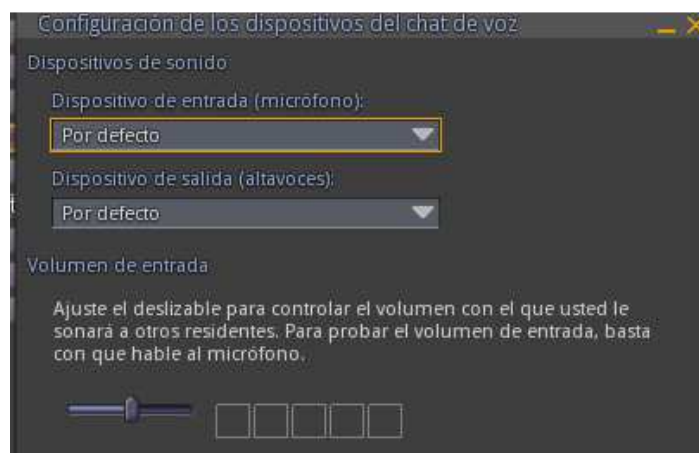 Configuración de los dispositivos del chat de voz
Dispositivos de sonido
Dispositivo de entrada (micrófono):
Por defecto
Dispositivo de salida (altavoces):
Por defecto
Volumen de entrada
Ajuste el deslizable para controlar el volumen con el que usted le
sonará a otros residentes. Para probar el volumen de entrada, basta
con que hable al micrófono.